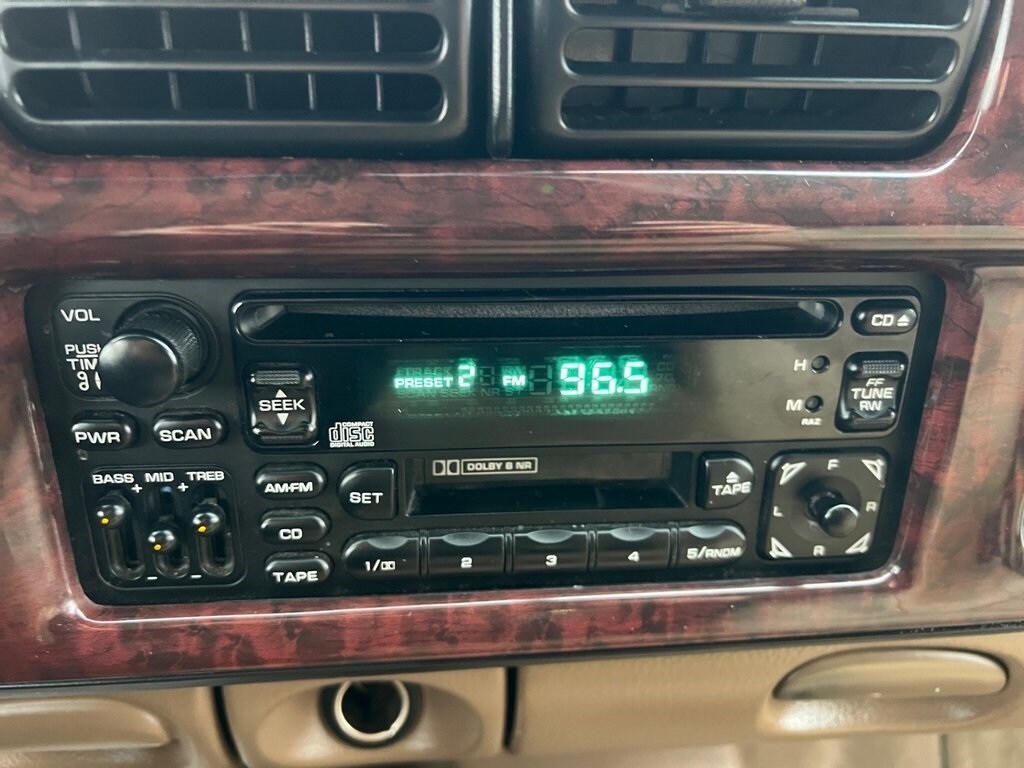 VOL
CD
PUSH
TIME
PRESET 2 FM 96.5
H
FF
TUNE
RW
SEEK
M
RAZ
COMPACT
disc
DIGITAL AUDIO
PWR
SCAN
DOLBY B NR
BASS MID TREB
+ +
- -
AM•FM
SET
TAPE
F
L R
R
CD
TAPE
1/
2
3
4
5/RNDM